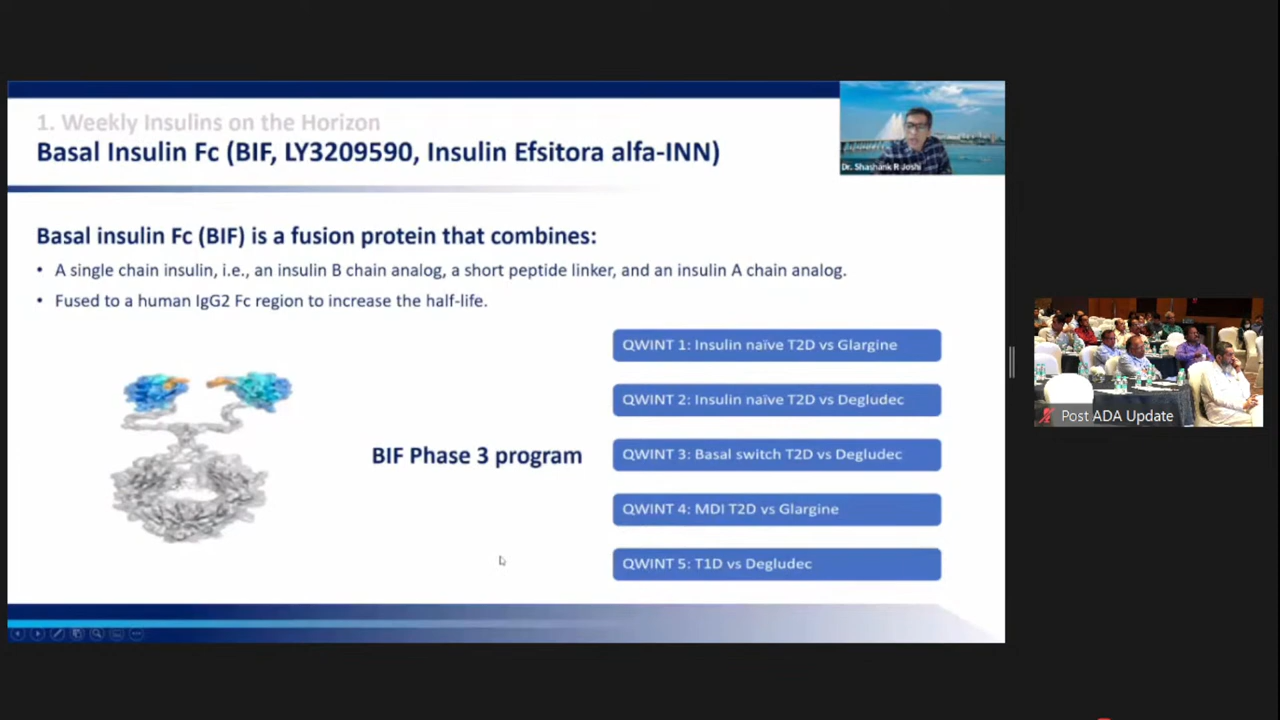 1. Weekly Insulins on the Horizon
Basal Insulin Fc (BIF, LY3209590, Insulin Efsitora alfa-INN)
Dr. Shashank R Joshi
Basal insulin Fc (BIF) is a fusion protein that combines:
• A single chain insulin, i.e., an insulin B chain analog, a short peptide linker, and an insulin A chain analog.
• Fused to a human IgG2 Fc region to increase the half-life.
BIF Phase 3 program
QWINT 1: Insulin naïve T2D vs Glargine
QWINT 2: Insulin naïve T2D vs Degludec
QWINT 3: Basal switch T2D vs Degludec
QWINT 4: MDI T2D vs Glargine
QWINT 5: T1D vs Degludec
Post ADA Update